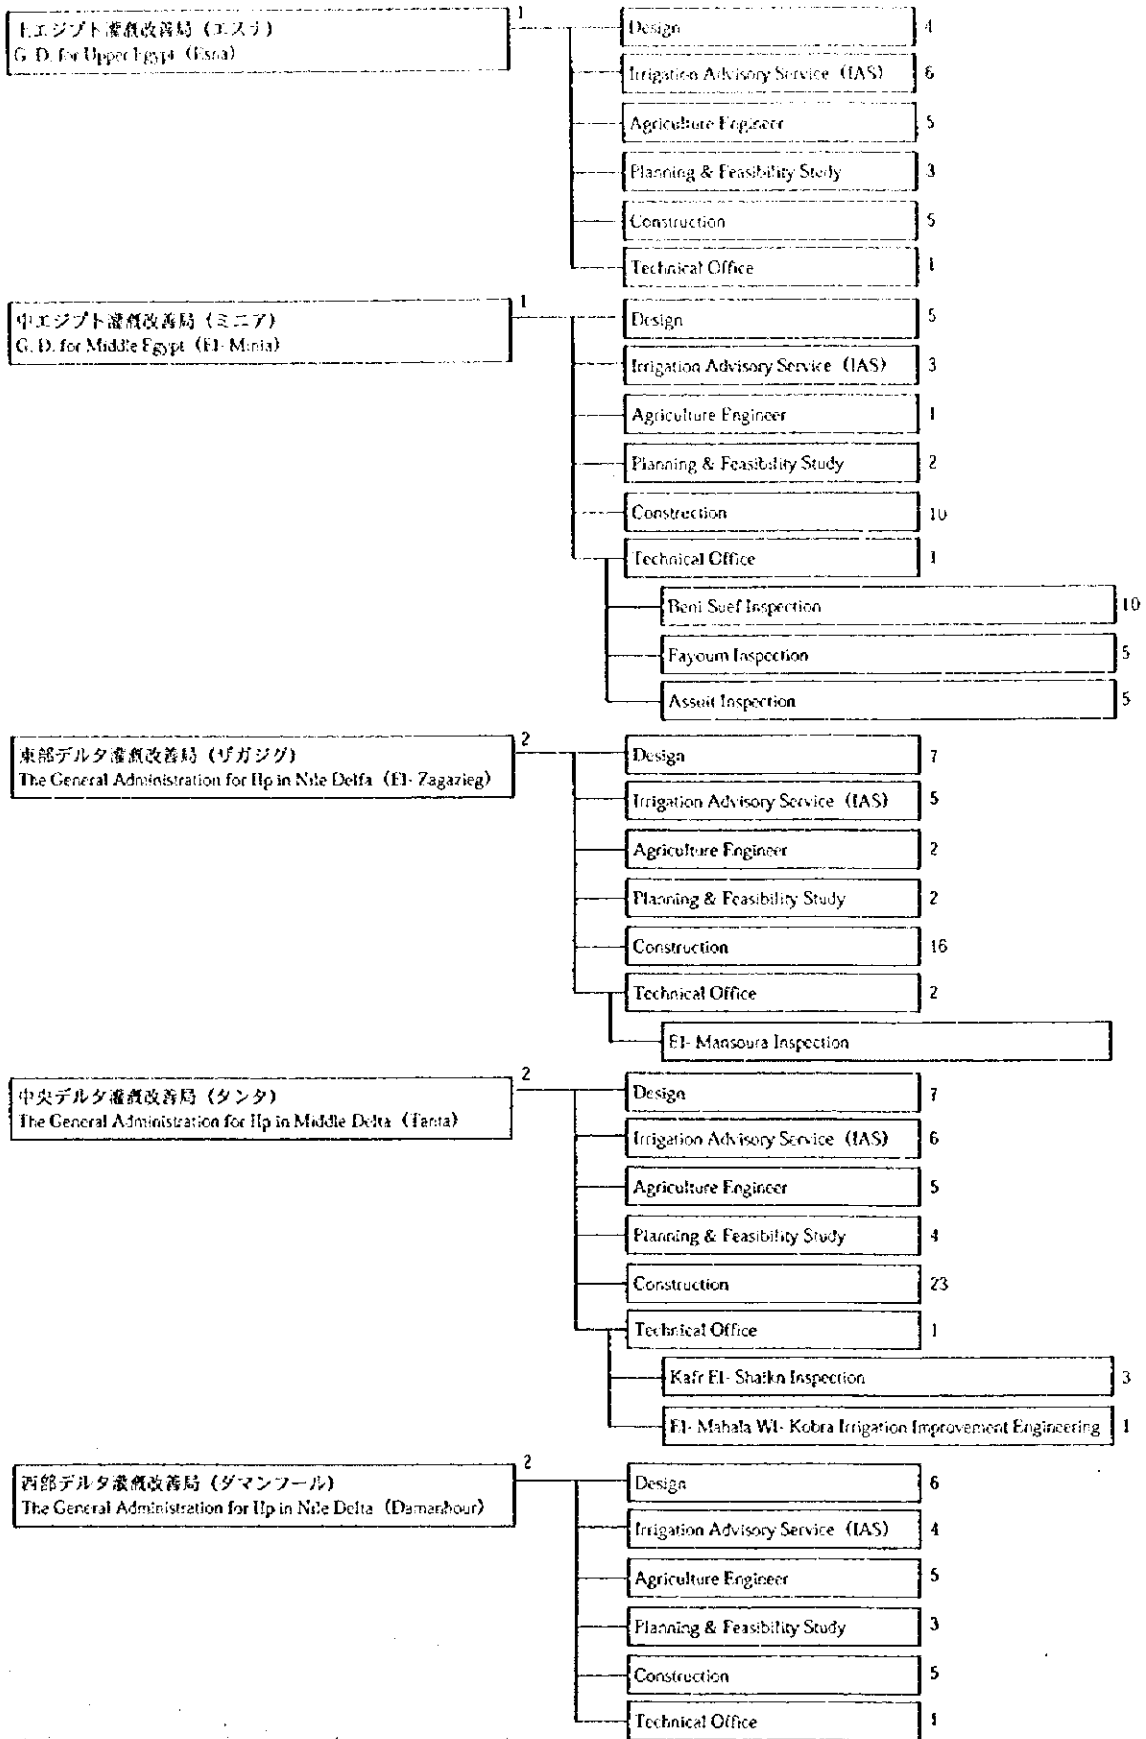 上エジプト灌漑改善局（エスナ） 1
G. D. for Upper Egypt (Esna)
Design 4
Irrigation Advisory Service (IAS) 6
Agriculture Engineer 5
Planning & Feasibility Study 3
Construction 5
Technical Office 1
中エジプト灌漑改善局（ミニア） 1
G. D. for Middle Egypt (El- Minia)
Design 5
Irrigation Advisory Service (IAS) 3
Agriculture Engineer 1
Planning & Feasibility Study 2
Construction 10
Technical Office 1
Beni Suef Inspection 10
Fayoum Inspection 5
Assuit Inspection 5
東部デルタ灌漑改善局（ザガジグ） 2
The General Administration for Iip in Nile Delta (El- Zagazieg)
Design 7
Irrigation Advisory Service (IAS) 5
Agriculture Engineer 2
Planning & Feasibility Study 2
Construction 16
Technical Office 2
El- Mansoura Inspection
中央デルタ灌漑改善局（タンタ） 2
The General Administration for Iip in Middle Delta (Tanta)
Design 7
Irrigation Advisory Service (IAS) 6
Agriculture Engineer 5
Planning & Feasibility Study 4
Construction 23
Technical Office 1
Kafr El- Shaikn Inspection 3
El- Mahala Wl- Kobra Irrigation Improvement Engineering 1
西部デルタ灌漑改善局（ダマンフール） 2
The General Administration for Iip in Nile Delta (Damanhour)
Design 6
Irrigation Advisory Service (IAS) 4
Agriculture Engineer 5
Planning & Feasibility Study 3
Construction 5
Technical Office 1